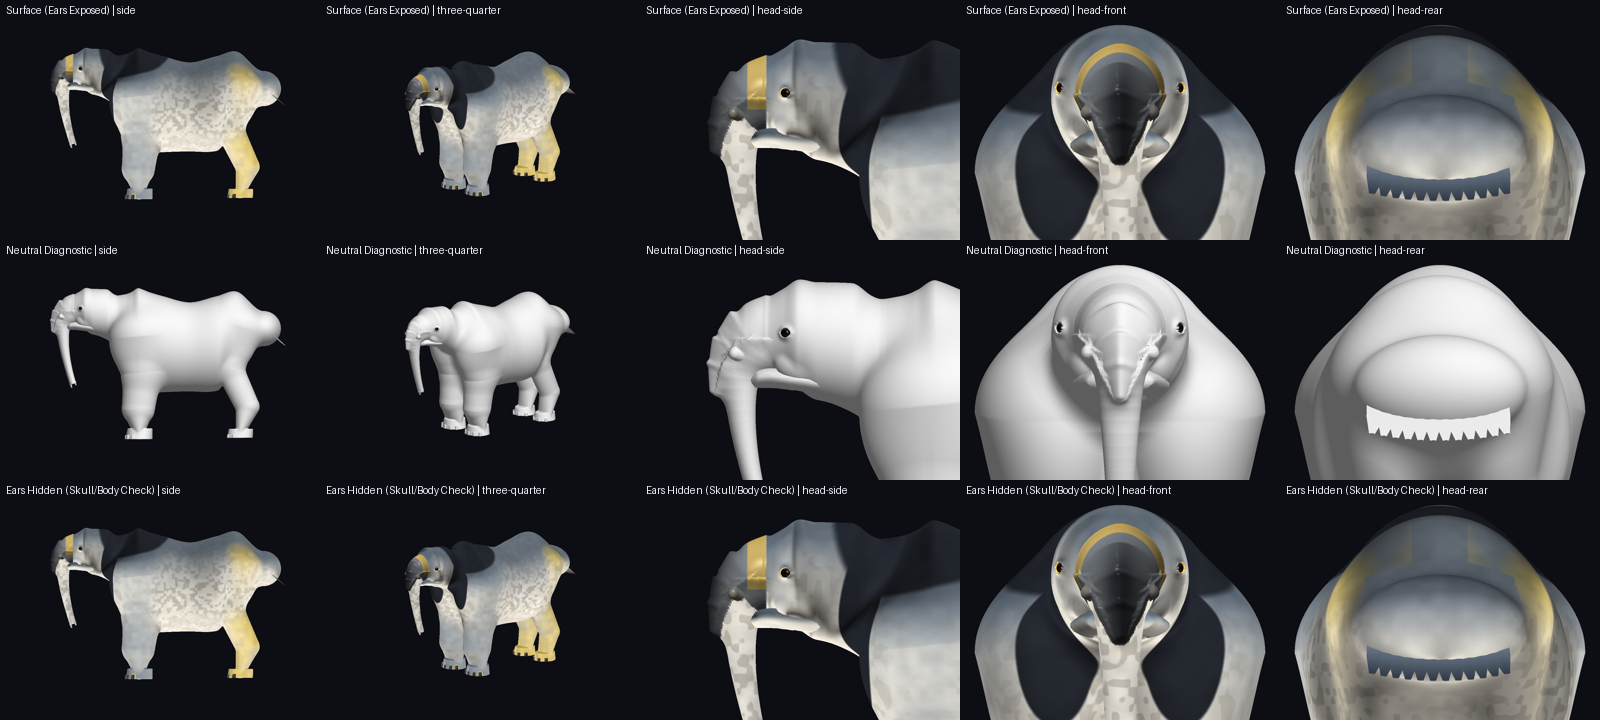 Surface (Ears Exposed) | side
Surface (Ears Exposed) | three-quarter
Surface (Ears Exposed) | head-side
Surface (Ears Exposed) | head-front
Surface (Ears Exposed) | head-rear
Neutral Diagnostic | side
Neutral Diagnostic | three-quarter
Neutral Diagnostic | head-side
Neutral Diagnostic | head-front
Neutral Diagnostic | head-rear
Ears Hidden (Skull/Body Check) | side
Ears Hidden (Skull/Body Check) | three-quarter
Ears Hidden (Skull/Body Check) | head-side
Ears Hidden (Skull/Body Check) | head-front
Ears Hidden (Skull/Body Check) | head-rear